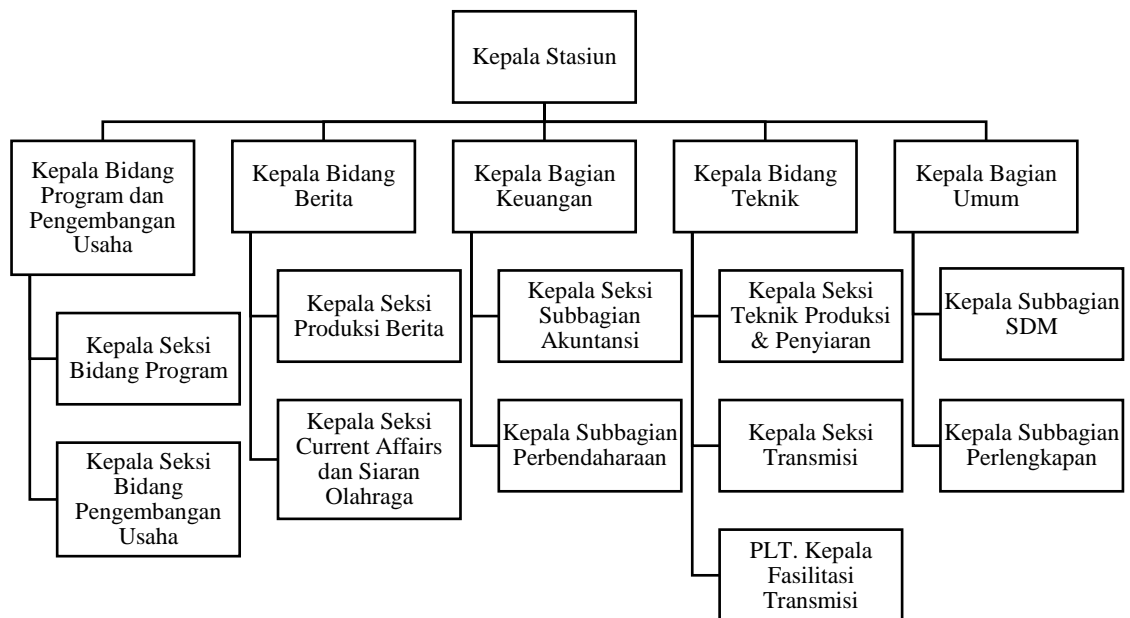 Kepala Stasiun
Kepala Bidang
Program dan
Pengembangan
Usaha
Kepala Bidang
Berita
Kepala Bagian
Keuangan
Kepala Bidang
Teknik
Kepala Bagian
Umum
Kepala Seksi
Bidang Program
Kepala Seksi
Bidang
Pengembangan
Usaha
Kepala Seksi
Produksi Berita
Kepala Seksi
Current Affairs
dan Siaran
Olahraga
Kepala Seksi
Subbagian
Akuntansi
Kepala Subbagian
Perbendaharaan
Kepala Seksi
Teknik Produksi
& Penyiaran
Kepala Seksi
Transmisi
PLT. Kepala
Fasilitasi
Transmisi
Kepala Subbagian
SDM
Kepala Subbagian
Perlengkapan